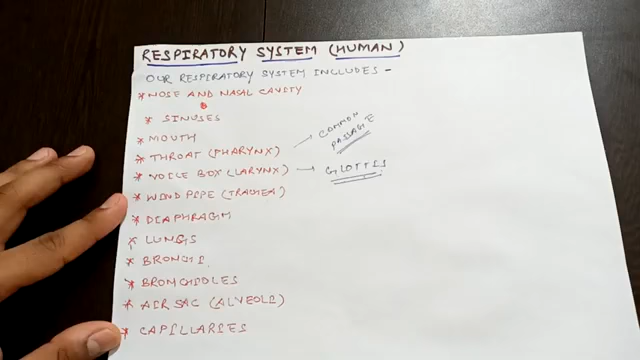 RESPIRATORY SYSTEM (HUMAN)
OUR RESPIRATORY SYSTEM INCLUDES -
* NOSE AND NASAL CAVITY
* SINUSES
* MOUTH
* THROAT (PHARYNX) → COMMON PASSAGE
* VOICE BOX (LARYNX) → GLOTTIS
* WIND PIPE (TRACHEA)
* DIAPHRAGM
* LUNGS
* BRONCHI
* BRONCHIOLES
* AIR SAC (ALVEOLI)
* CAPILLARIES